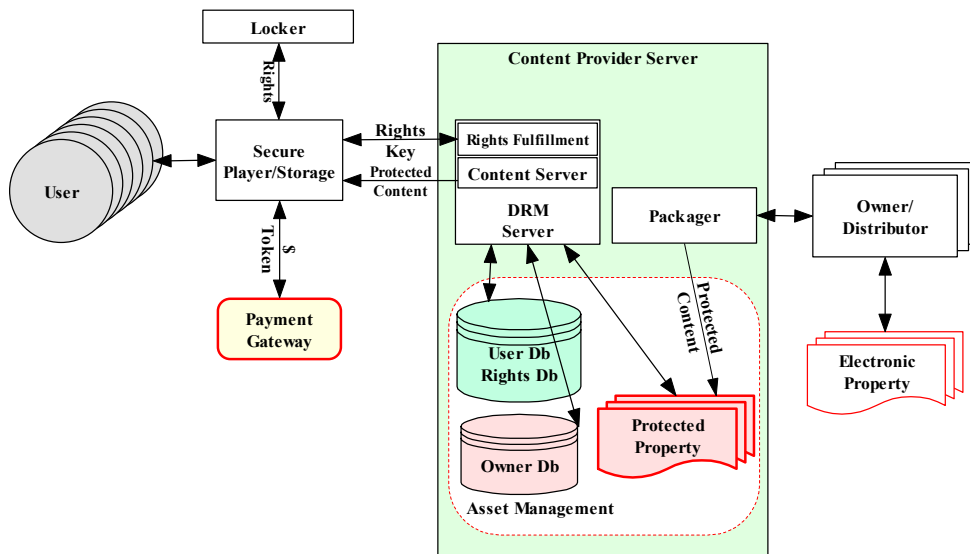 Locker
Content Provider Server
Rights
Secure
Player/Storage
Rights
Key
Protected
Content
Rights Fulfillment
Content Server
DRM
Server
Packager
Owner/
Distributor
User
$
Token
Payment
Gateway
Protected
Content
User Db
Rights Db
Electronic
Property
Protected
Property
Owner Db
Asset Management